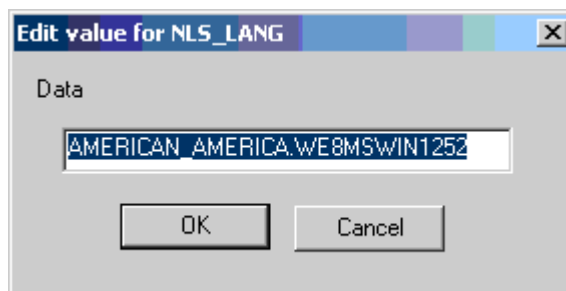 Edit value for NLS_LANG
Data
AMERICAN_AMERICA.WE8MSWIN1252
OK
Cancel